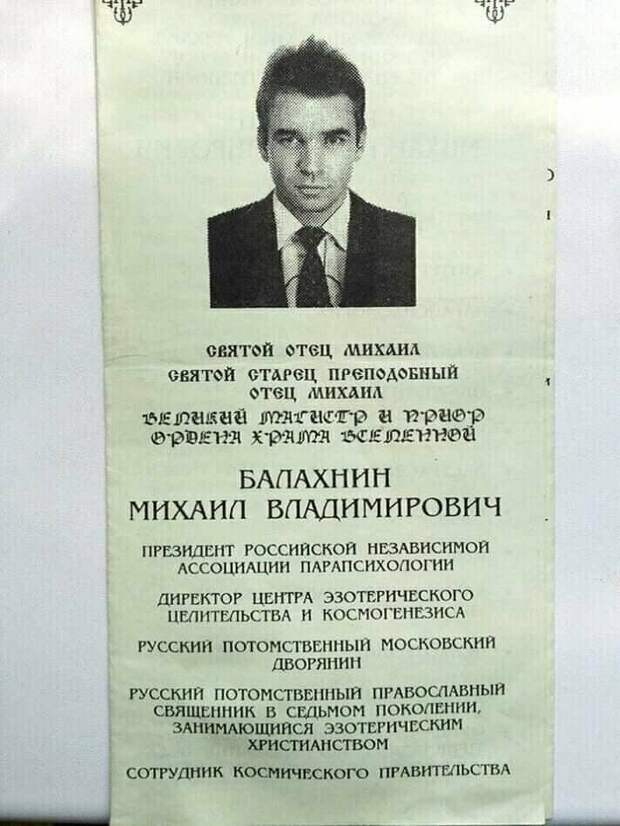 СВЯТОЙ ОТЕЦ МИХАИЛ
СВЯТОЙ СТАРЕЦ ПРЕПОДОБНЫЙ
ОТЕЦ МИХАИЛ
ВЕЛИКИЙ МАГИСТР И ПРИОР
ОРДЕНА ХРАМА ВСЕЛЕННОЙ
БАЛАХНИН
МИХАИЛ ВЛАДИМИРОВИЧ
ПРЕЗИДЕНТ РОССИЙСКОЙ НЕЗАВИСИМОЙ
АССОЦИАЦИИ ПАРАПСИХОЛОГИИ
ДИРЕКТОР ЦЕНТРА ЭЗОТЕРИЧЕСКОГО
ЦЕЛИТЕЛЬСТВА И КОСМОГЕНЕЗИСА
РУССКИЙ ПОТОМСТВЕННЫЙ МОСКОВСКИЙ
ДВОРЯНИН
РУССКИЙ ПОТОМСТВЕННЫЙ ПРАВОСЛАВНЫЙ
СВЯЩЕННИК В СЕДЬМОМ ПОКОЛЕНИИ,
ЗАНИМАЮЩИЙСЯ ЭЗОТЕРИЧЕСКИМ
ХРИСТИАНСТВОМ
СОТРУДНИК КОСМИЧЕСКОГО ПРАВИТЕЛЬСТВА